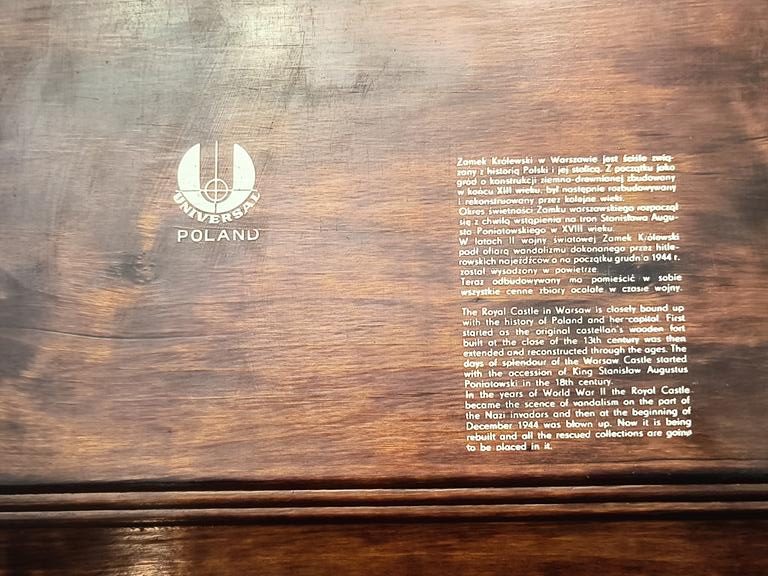 UNIVERSAL
POLAND
Zamek Królewski w Warszawie jest ściśle zwią-
zany z historią Polski i jej stolicą. Z początku jako
gród o konstrukcji ziemno-drewnianej zbudowany
w końcu XIII wieku, był następnie rozbudowywany
i rekonstruowany przez kolejne wieki.
Okres świetności Zamku warszawskiego rozpoczął
się z chwilą wstąpienia na tron Stanisława Augu-
sta Poniatowskiego w XVIII wieku.
W latach II wojny światowej Zamek Królewski
padł ofiarą wandalizmu dokonanego przez hitle-
rowskich najeźdźców a na początku grudnia 1944 r.
został wysadzony w powietrze.
Teraz odbudowywany ma pomieścić w sobie
wszystkie cenne zbiory ocalałe w czasie wojny.
The Royal Castle in Warsaw is closely bound up
with the history of Poland and her capital. First
started as the original castellan's wooden fort
built at the close of the 13th century was then
extended and reconstructed through the ages. The
days of splendour of the Warsaw Castle started
with the accession of King Stanisław Augustus
Poniatowski in the 18th century.
In the years of World War II the Royal Castle
became the scence of vandalism on the part of
the Nazi invadors and then at the beginning of
December 1944 was blown up. Now it is being
rebuilt and all the rescued collections are going
to be placed in it.